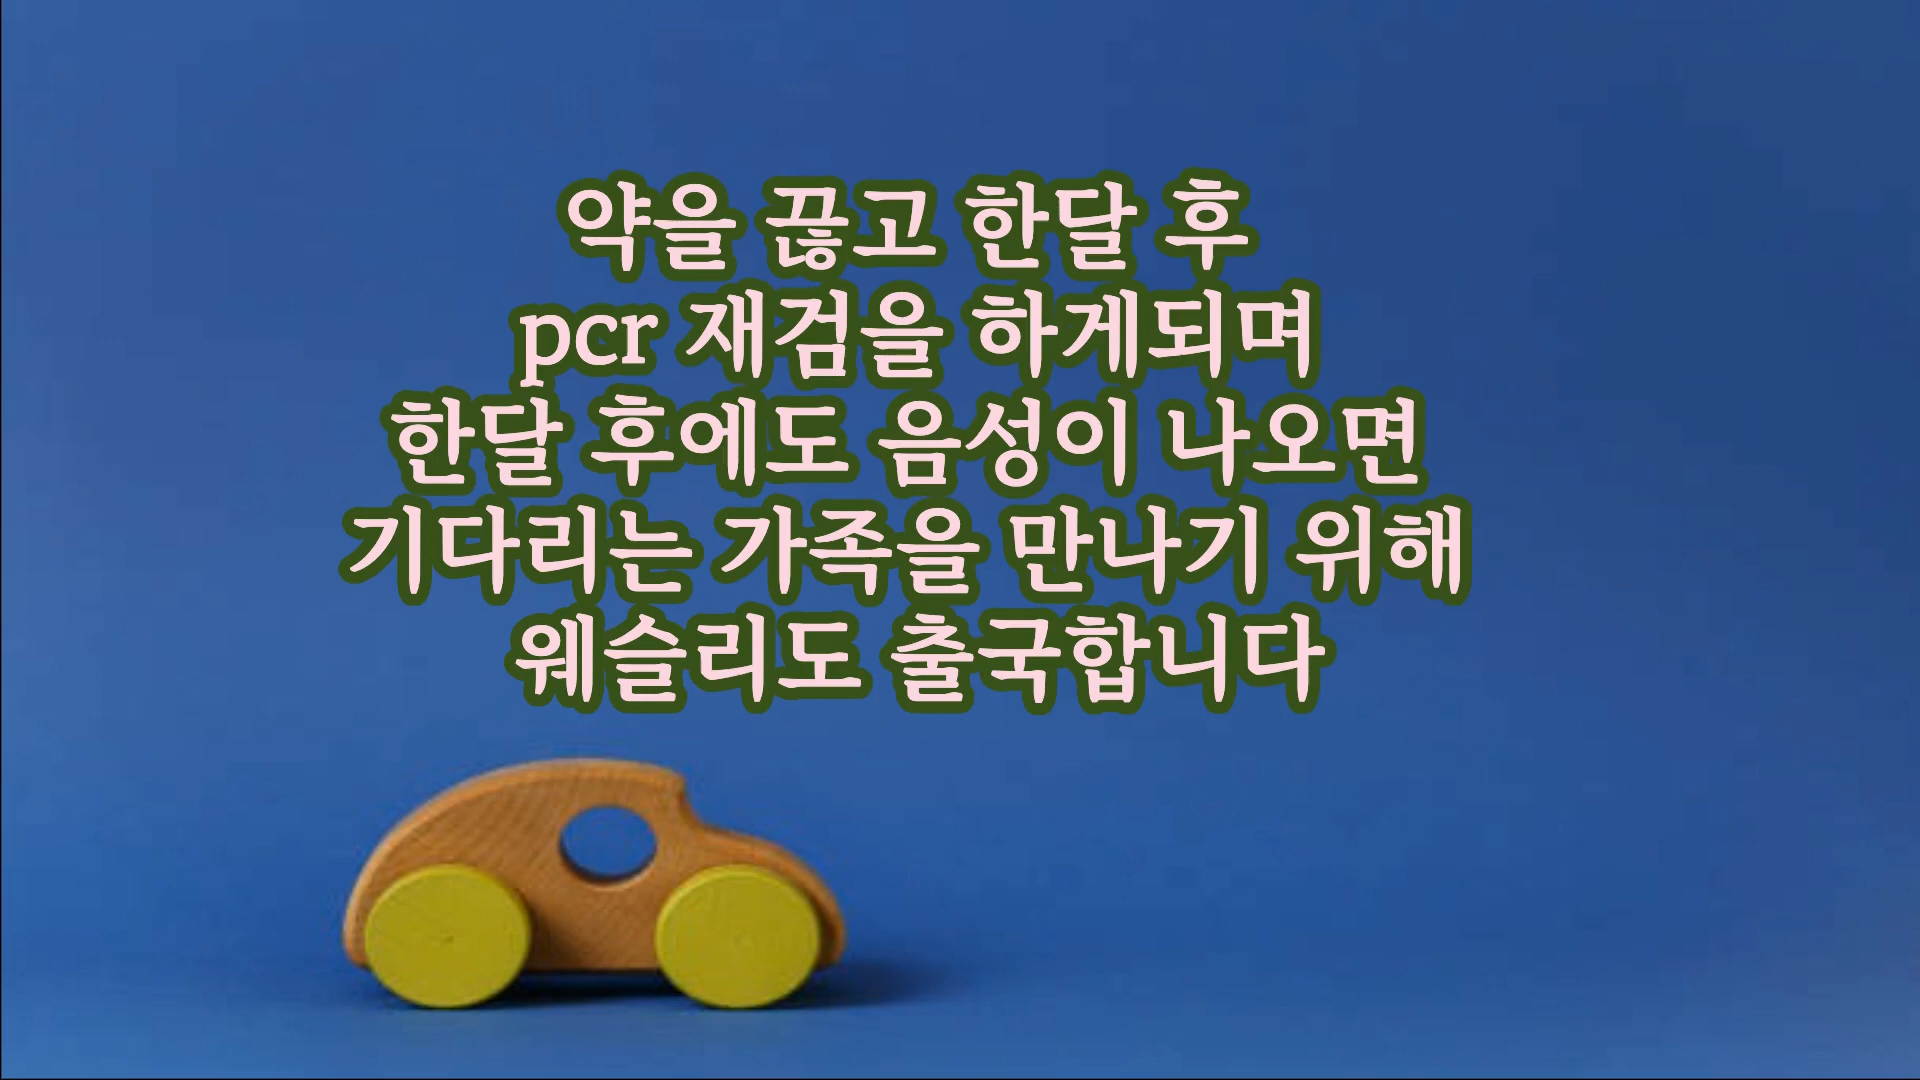 약을 끊고 한달 후
pcr 재검을 하게되며
한달 후에도 음성이 나오면
기다리는 가족을 만나기 위해
웨슬리도 출국합니다